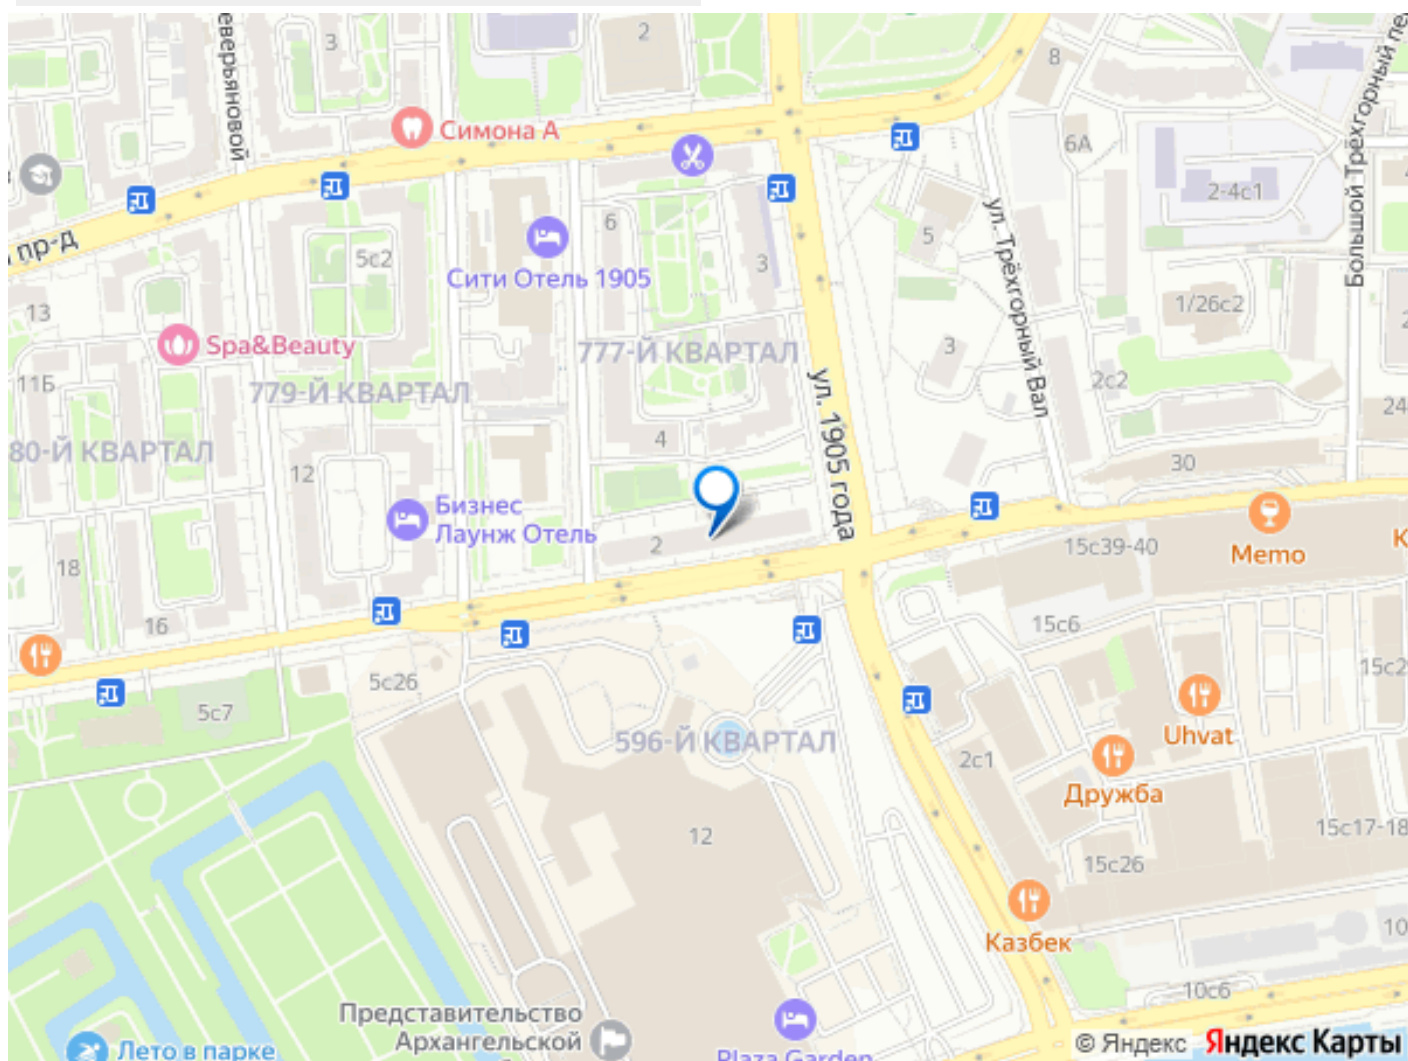 еверьяновой
3
2
8
Большой Трёхгорный пе
Симона А
6А
2-4с1
пр-д
5с2
6
5
ул. Трёхгорный Вал
Сити Отель 1905
3
13
1/26с2
Spa&Beauty
777-Й КВАРТАЛ
3
11Б
779-Й КВАРТАЛ
ул. 1905 года
2с2
24
80-Й КВАРТАЛ
4
12
30
Бизнес
Лаунж Отель
2
15с39-40
Memo
К
18
16
15с6
5с26
15с2
5с7
596-Й КВАРТАЛ
Uhvat
2с1
Дружба
12
15с17-18
15с26
Казбек
10
10с6
Представительство
Архангельской
Лето в парке
Plaza Garden
© Яндекс Яндекс Карты